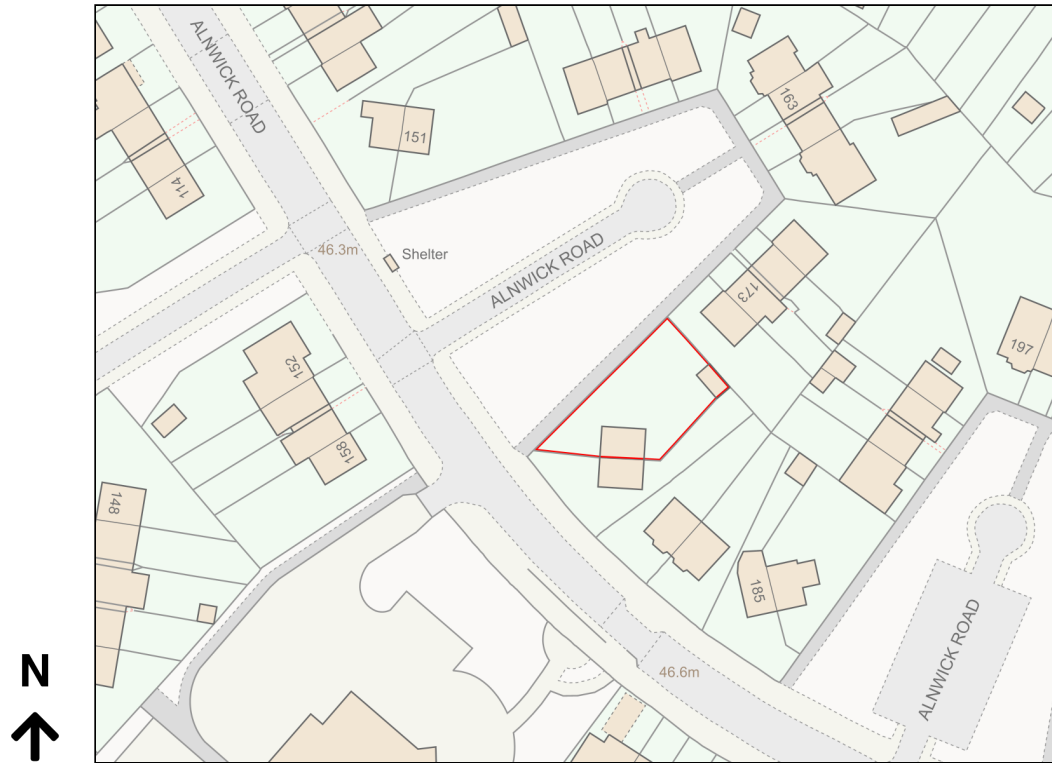 ALNWICK ROAD
163
151
114
46.3m
Shelter
ALNWICK ROAD
173
152
197
158
148
185
ALNWICK ROAD
46.6m
N